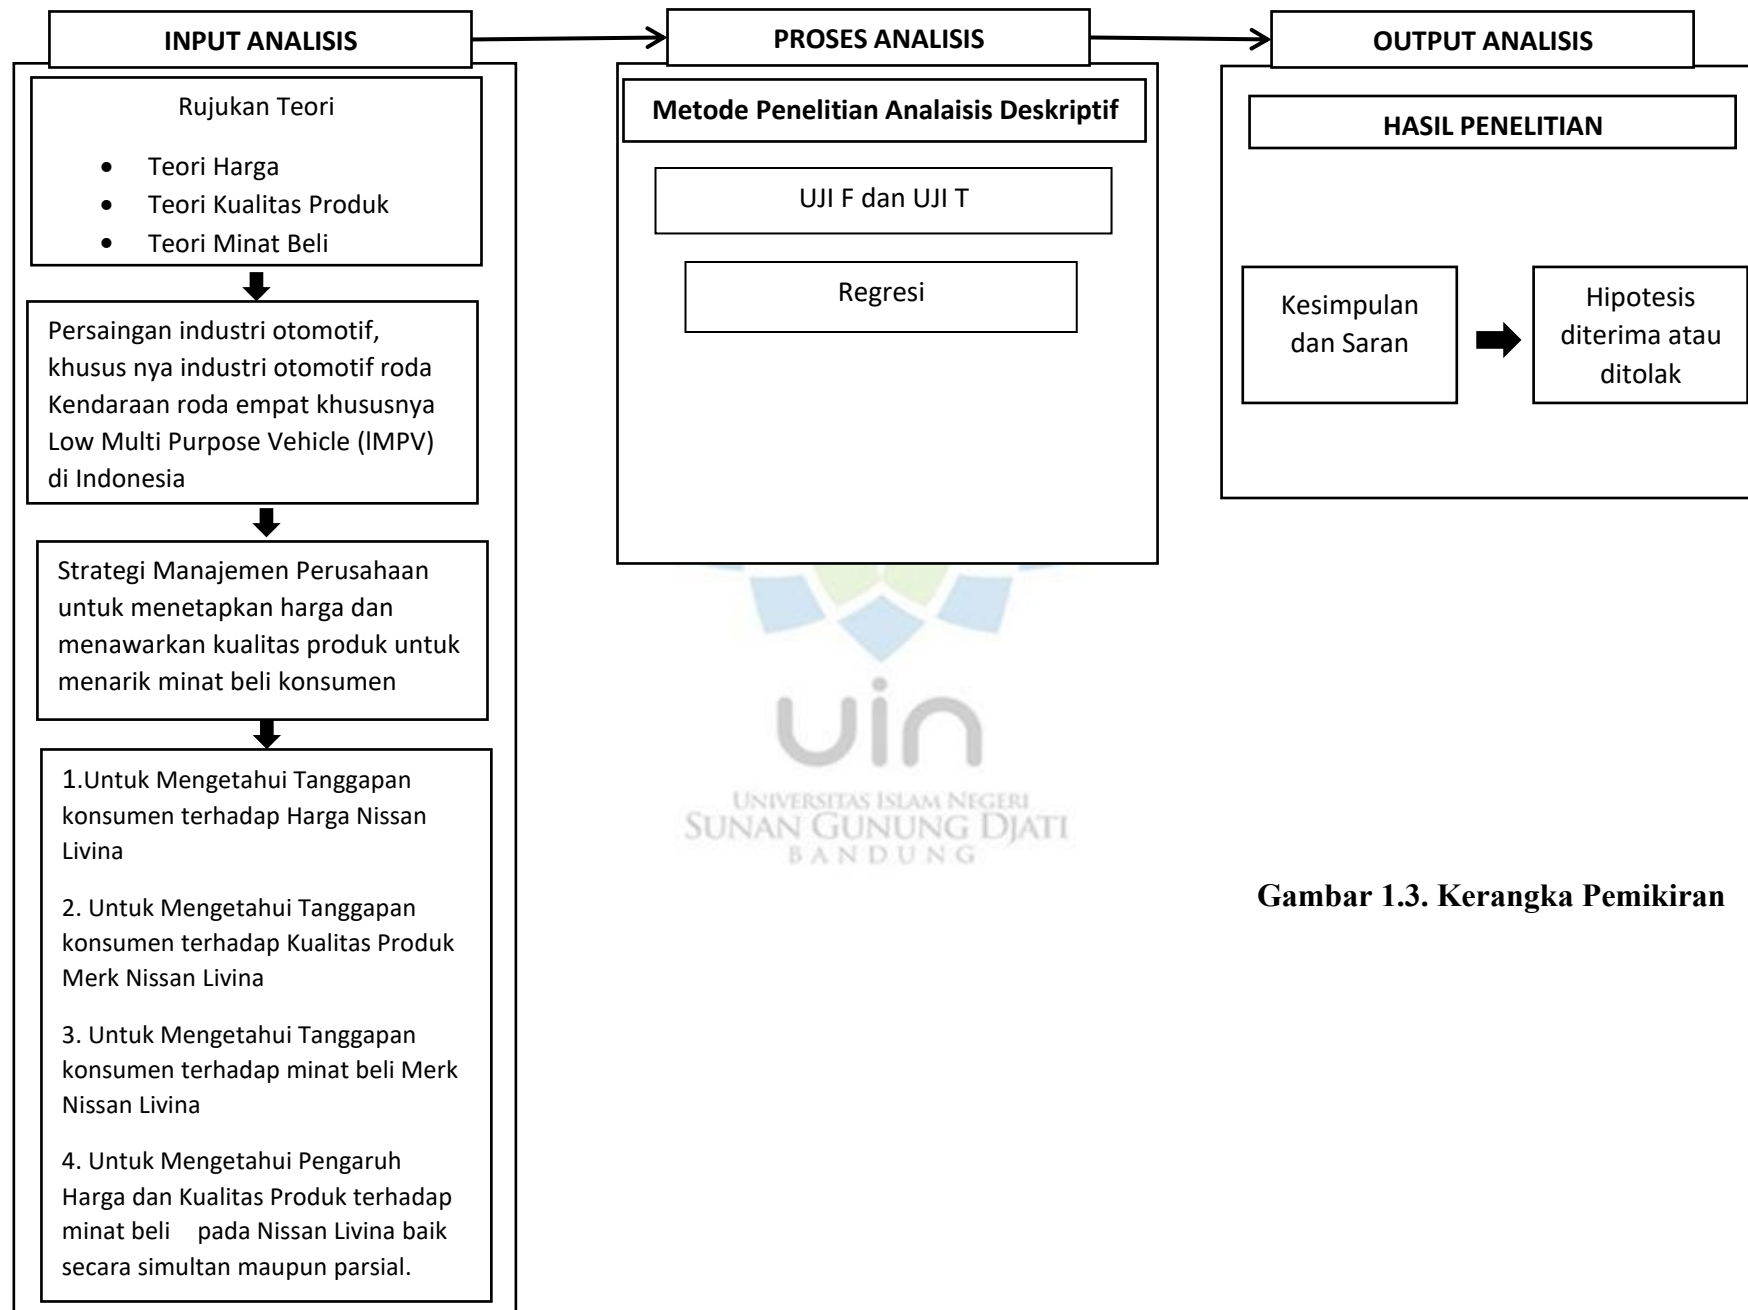 INPUT ANALISIS
Rujukan Teori
• Teori Harga
• Teori Kualitas Produk
• Teori Minat Beli
Persaingan industri otomotif,
khusus nya industri otomotif roda
Kendaraan roda empat khususnya
Low Multi Purpose Vehicle (lMPV)
di Indonesia
Strategi Manajemen Perusahaan
untuk menetapkan harga dan
menawarkan kualitas produk untuk
menarik minat beli konsumen
1.Untuk Mengetahui Tanggapan
konsumen terhadap Harga Nissan
Livina
2. Untuk Mengetahui Tanggapan
konsumen terhadap Kualitas Produk
Merk Nissan Livina
3. Untuk Mengetahui Tanggapan
konsumen terhadap minat beli Merk
Nissan Livina
4. Untuk Mengetahui Pengaruh
Harga dan Kualitas Produk terhadap
minat beli pada Nissan Livina baik
secara simultan maupun parsial.
PROSES ANALISIS
Metode Penelitian Analaisis Deskriptif
UJI F dan UJI T
Regresi
OUTPUT ANALISIS
HASIL PENELITIAN
Kesimpulan
dan Saran
Hipotesis
diterima atau
ditolak
uin
UNIVERSITAS ISLAM NEGERI
SUNAN GUNUNG DJATI
BANDUNG
Gambar 1.3. Kerangka Pemikiran